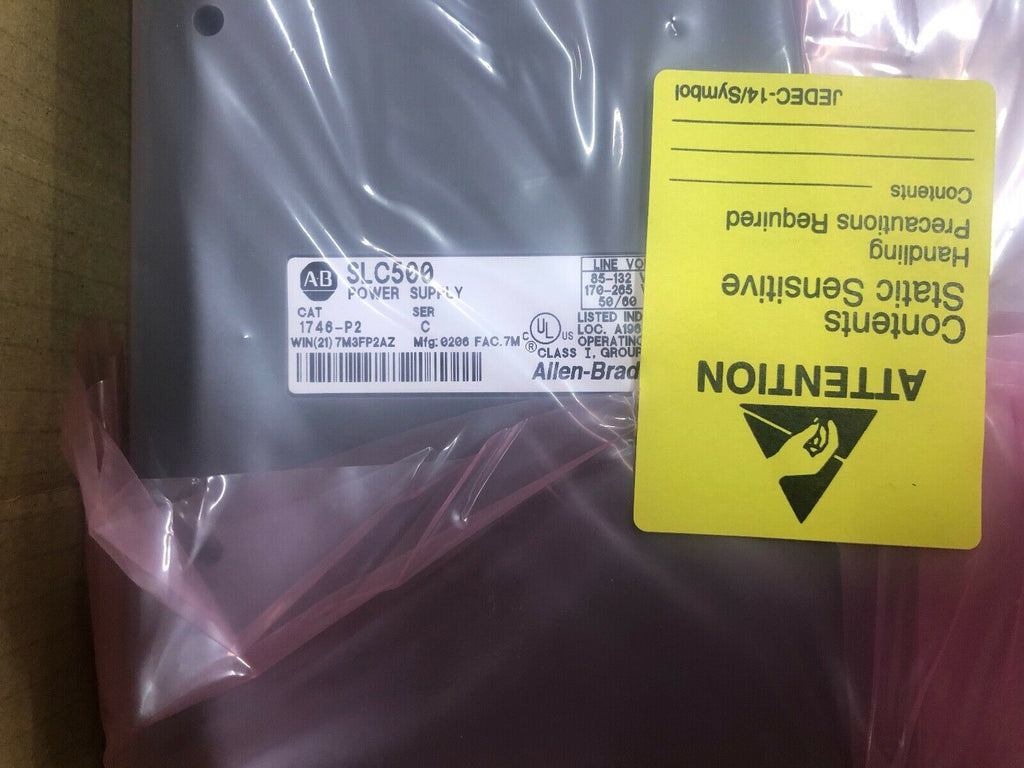 AB
SLC500
POWER SUPPLY
CAT
SER
1746-P2
C
WIN(21) 7M3FP2AZ
Mfg: 0206 FAC. 7M
LINE VO
85-132 V
170-265 V
50/60
C UL US
®
LISTED IND
LOC. A196
OPERATING
CLASS I, GROUP
Allen-Brad
ATTENTION
Contents
Static Sensitive
Handling
Precautions Required
Contents
JEDEC-14/Symbol